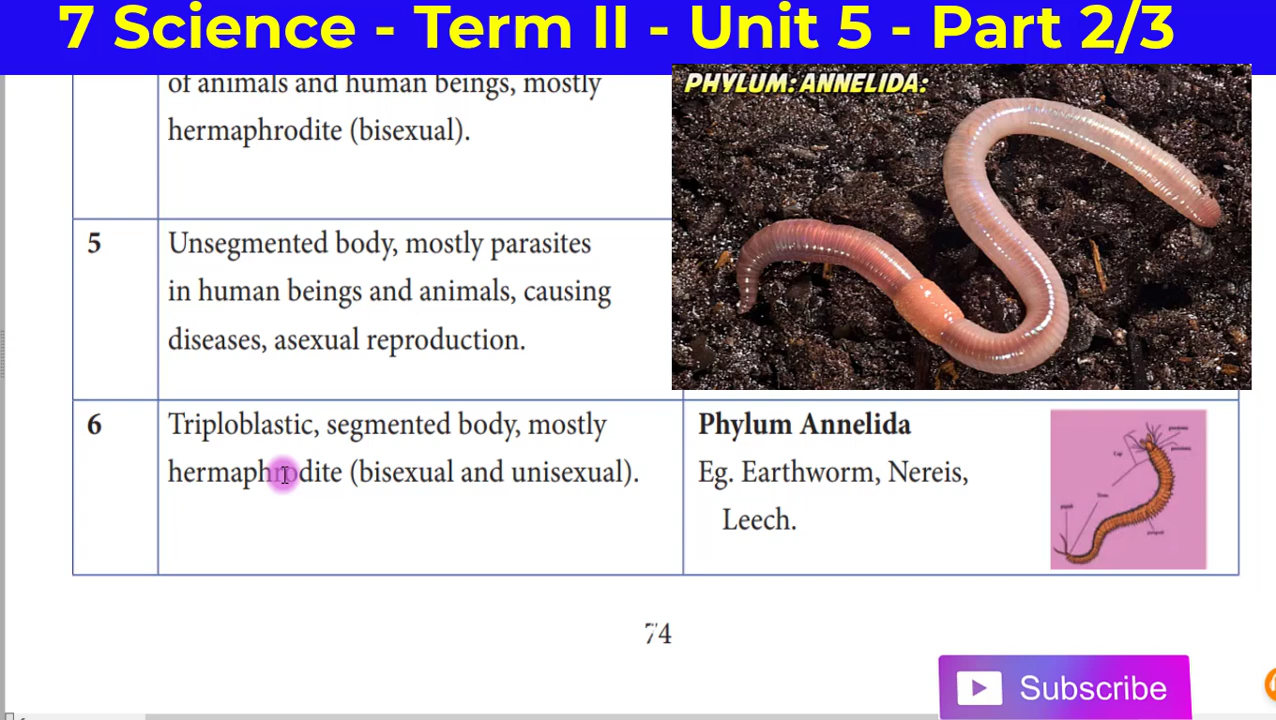 7 Science - Term II - Unit 5 - Part 2/3
PHYLUM: ANNELIDA:
of animals and human beings, mostly
hermaphrodite (bisexual).
5
Unsegmented body, mostly parasites
in human beings and animals, causing
diseases, asexual reproduction.
6
Triploblastic, segmented body, mostly
hermaphrodite (bisexual and unisexual).
Phylum Annelida
Eg. Earthworm, Nereis,
Leech.
74
Subscribe